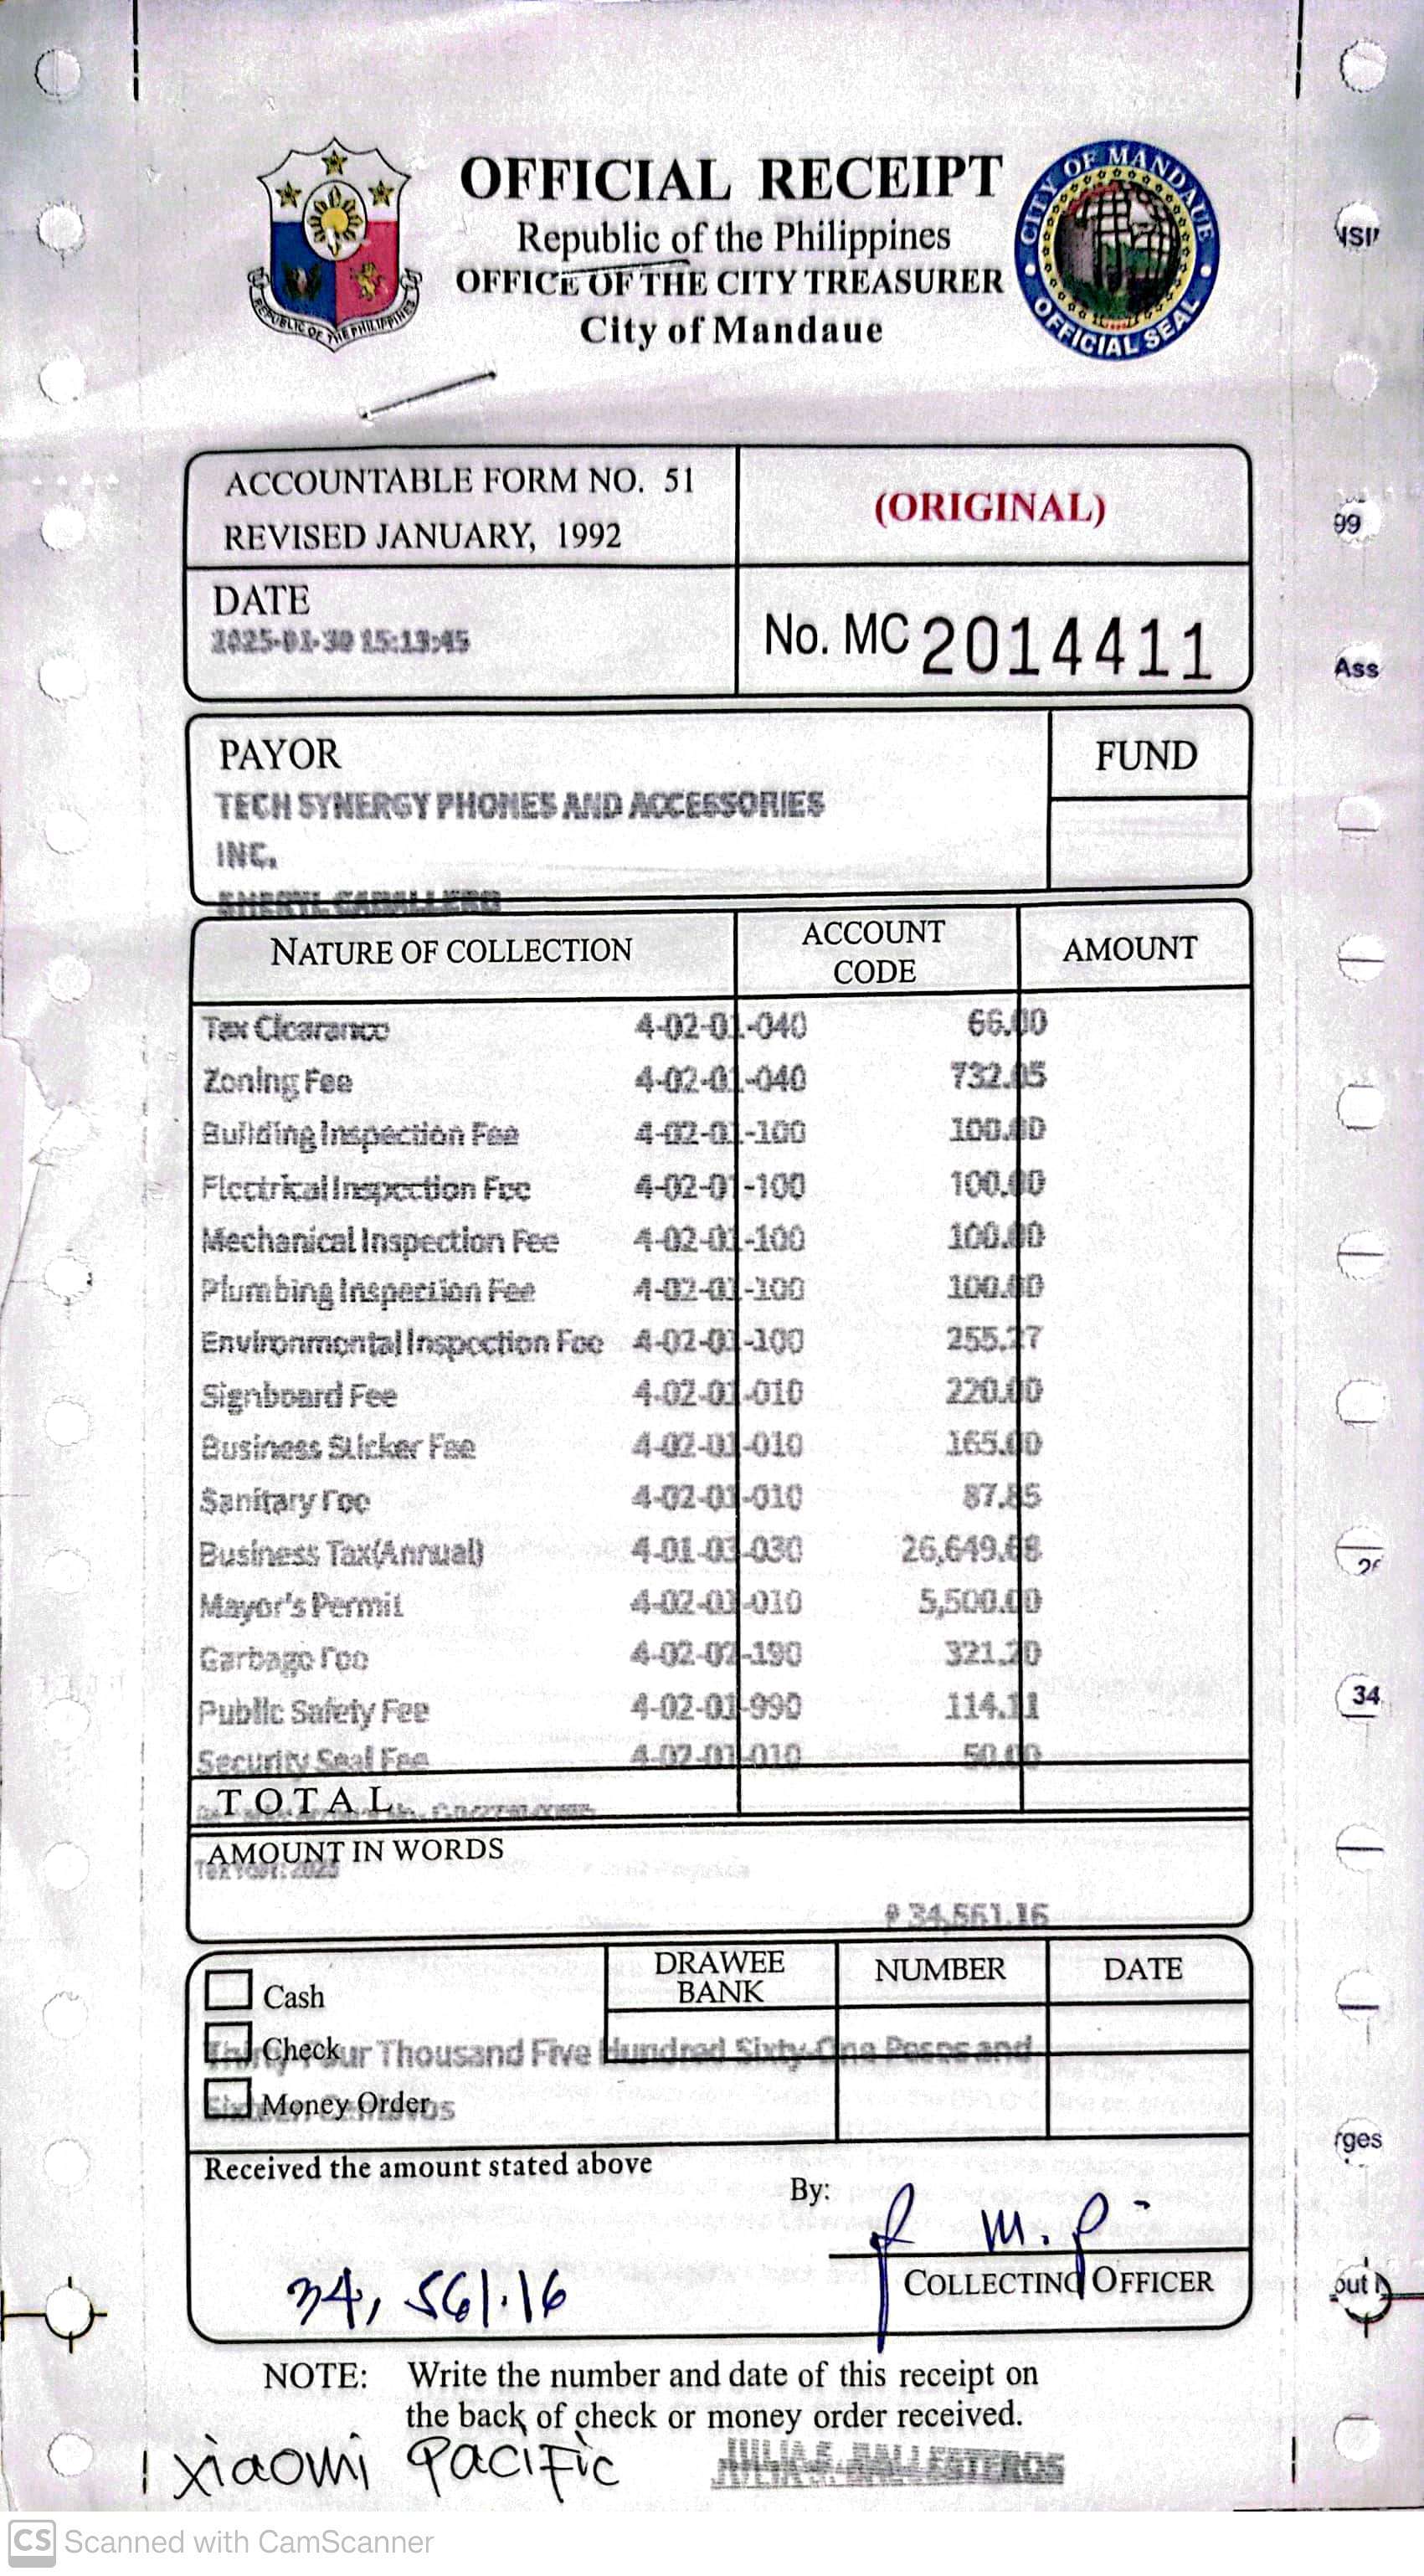 OFFICIAL RECEIPT
Republic of the Philippines
OFFICE OF THE CITY TREASURER
City of Mandaue
REPUBLIC OF THE PHILIPPINES
CITY OF MANDAUE
OFFICIAL SEAL
ACCOUNTABLE FORM NO. 51
REVISED JANUARY, 1992
(ORIGINAL)
DATE
2025-01-30 15:13:45
No. MC 2014411
PAYOR
FUND
TECH SYNERGY PHONES AND ACCESSORIES
INC.
SHERYL CABALLERO
NATURE OF COLLECTION ACCOUNT CODE AMOUNT
Tax Clearance 4-02-01-040 66.00
Zoning Fee 4-02-01-040 732.05
Building Inspection Fee 4-02-01-100 100.00
Electrical Inspection Fee 4-02-01-100 100.00
Mechanical Inspection Fee 4-02-01-100 100.00
Plumbing Inspection Fee 4-02-01-100 100.00
Environmental Inspection Fee 4-02-01-100 255.27
Signboard Fee 4-02-01-010 220.00
Business Sticker Fee 4-02-01-010 165.00
Sanitary Fee 4-02-01-010 87.85
Business Tax(Annual) 4-01-03-030 26,649.68
Mayor's Permit 4-02-01-010 5,500.00
Garbage Fee 4-02-02-190 321.20
Public Safety Fee 4-02-01-990 114.11
Security Seal Fee 4-02-01-010 50.00
TOTAL
AMOUNT IN WORDS
Tax Year: 2025
₱ 34,561.16
Cash
Check
Money Order
DRAWEE BANK NUMBER DATE
Thirty-Four Thousand Five Hundred Sixty-One Pesos and
Sixteen Centavos
Received the amount stated above
By:
34,561.16
COLLECTING OFFICER
NOTE: Write the number and date of this receipt on
the back of check or money order received.
xiaomi Pacific
JULIA S. BALLESTEROS
99
Ass
34
rges
out
CS Scanned with CamScanner